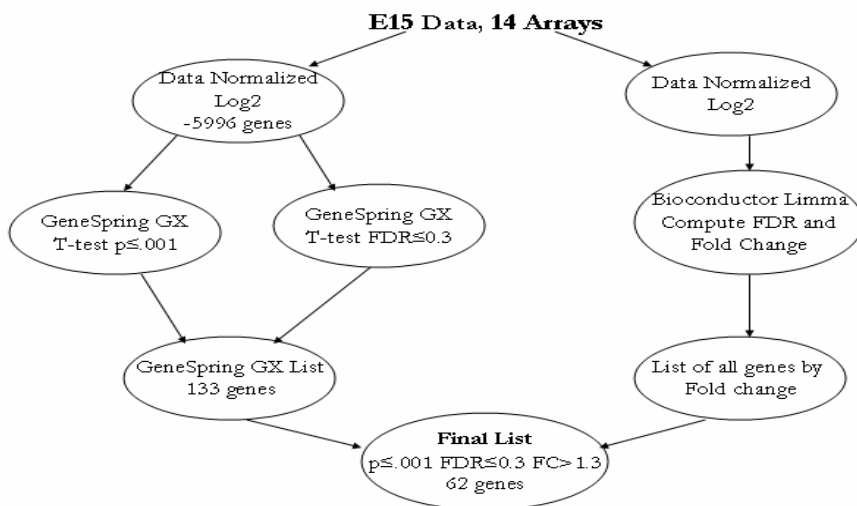 E15 Data, 14 Arrays
Data Normalized
Log2
-5996 genes
Data Normalized
Log2
GeneSpring GX
T-test p≤.001
GeneSpring GX
T-test FDR≤0.3
Bioconductor Limma
Compute FDR and
Fold Change
GeneSpring GX List
133 genes
List of all genes by
Fold change
Final List
p≤.001 FDR≤0.3 FC>1.3
62 genes